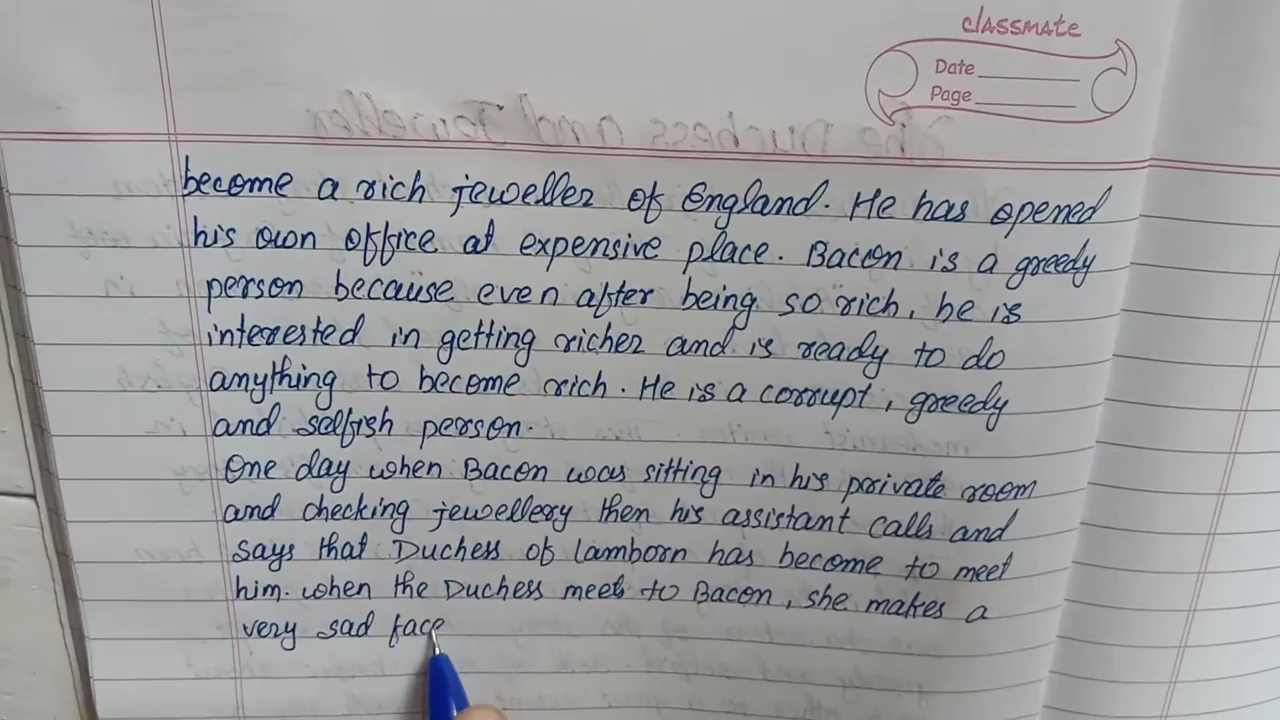 classmate
Date
Page
The Duchess and Jeweller
become a rich jeweller of England. He has opened
his own office at expensive place. Bacon is a greedy
person because even after being so rich, he is
interested in getting richer and is ready to do
anything to become rich. He is a corrupt, greedy
and selfish person.
One day when Bacon was sitting in his private room
and checking jewellery then his assistant calls and
says that Duchess of Lamborn has become to meet
him. when the Duchess meets to Bacon, she makes a
very sad face